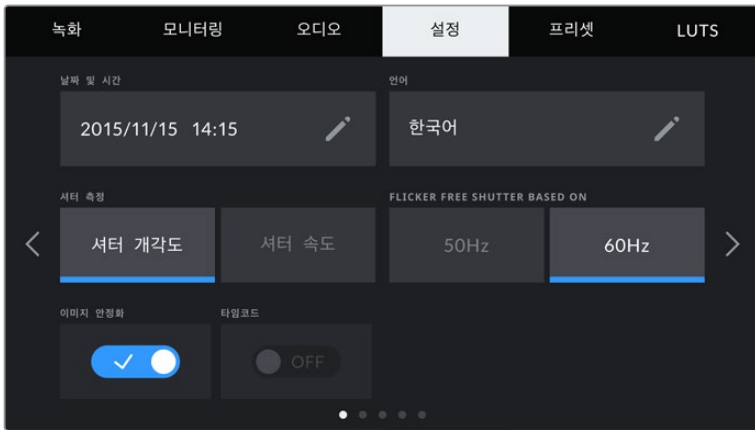 녹화 모니터링 오디오 설정 프리셋 LUTS
날짜 및 시간 언어
2015/11/15 14:15 한국어
셔터 측정 FLICKER FREE SHUTTER BASED ON
셔터 개각도 셔터 속도 50Hz 60Hz
이미지 안정화 타임코드
OFF